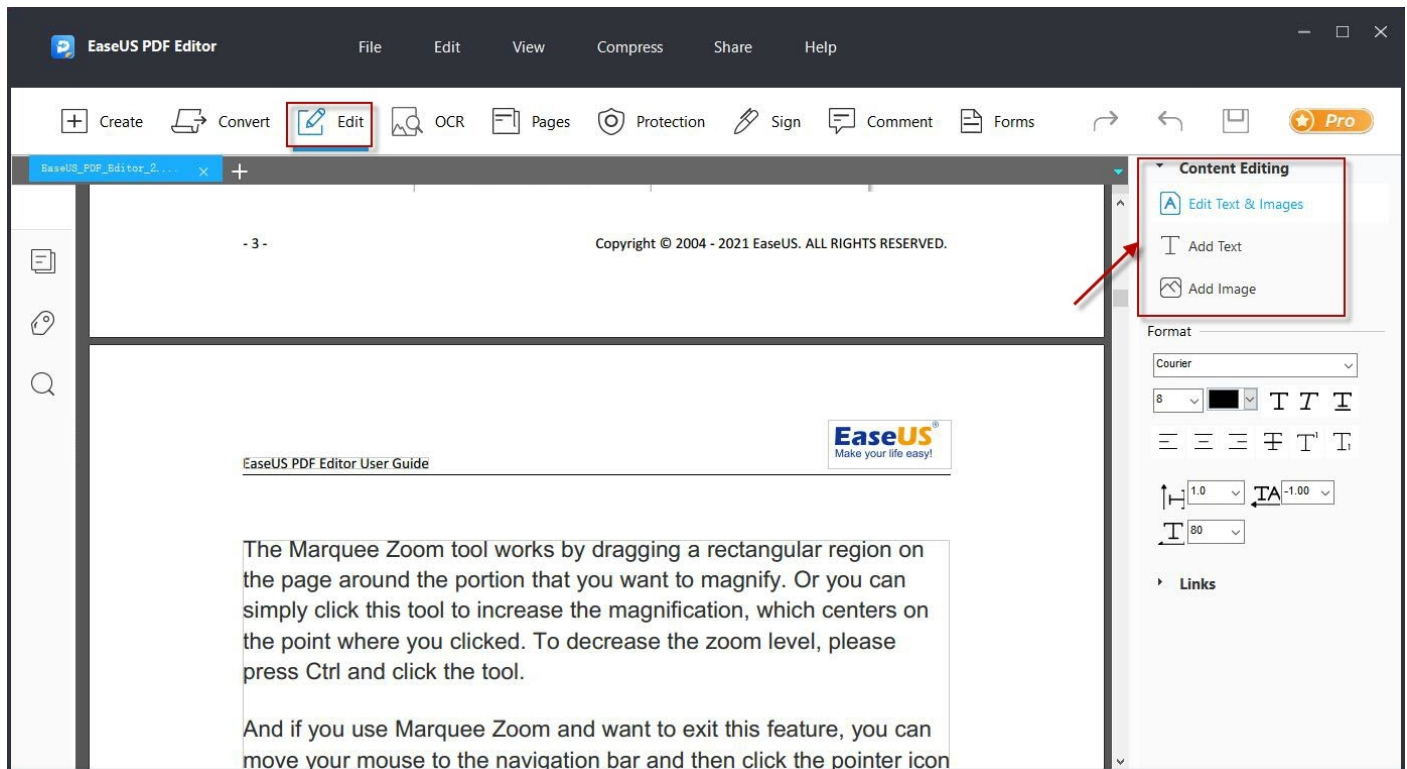 EaseUS PDF Editor File Edit View Compress Share Help
Create Convert Edit OCR Pages Protection Sign Comment Forms Pro
EaseUS_PDF_Editor_2....
Content Editing
Edit Text & Images
Add Text
Add Image
- 3 - Copyright © 2004 - 2021 EaseUS. ALL RIGHTS RESERVED.
Format
Courier
8
1.0 -1.00
80
Links
EaseUS®
Make your life easy!
EaseUS PDF Editor User Guide
The Marquee Zoom tool works by dragging a rectangular region on
the page around the portion that you want to magnify. Or you can
simply click this tool to increase the magnification, which centers on
the point where you clicked. To decrease the zoom level, please
press Ctrl and click the tool.
And if you use Marquee Zoom and want to exit this feature, you can
move your mouse to the navigation bar and then click the pointer icon